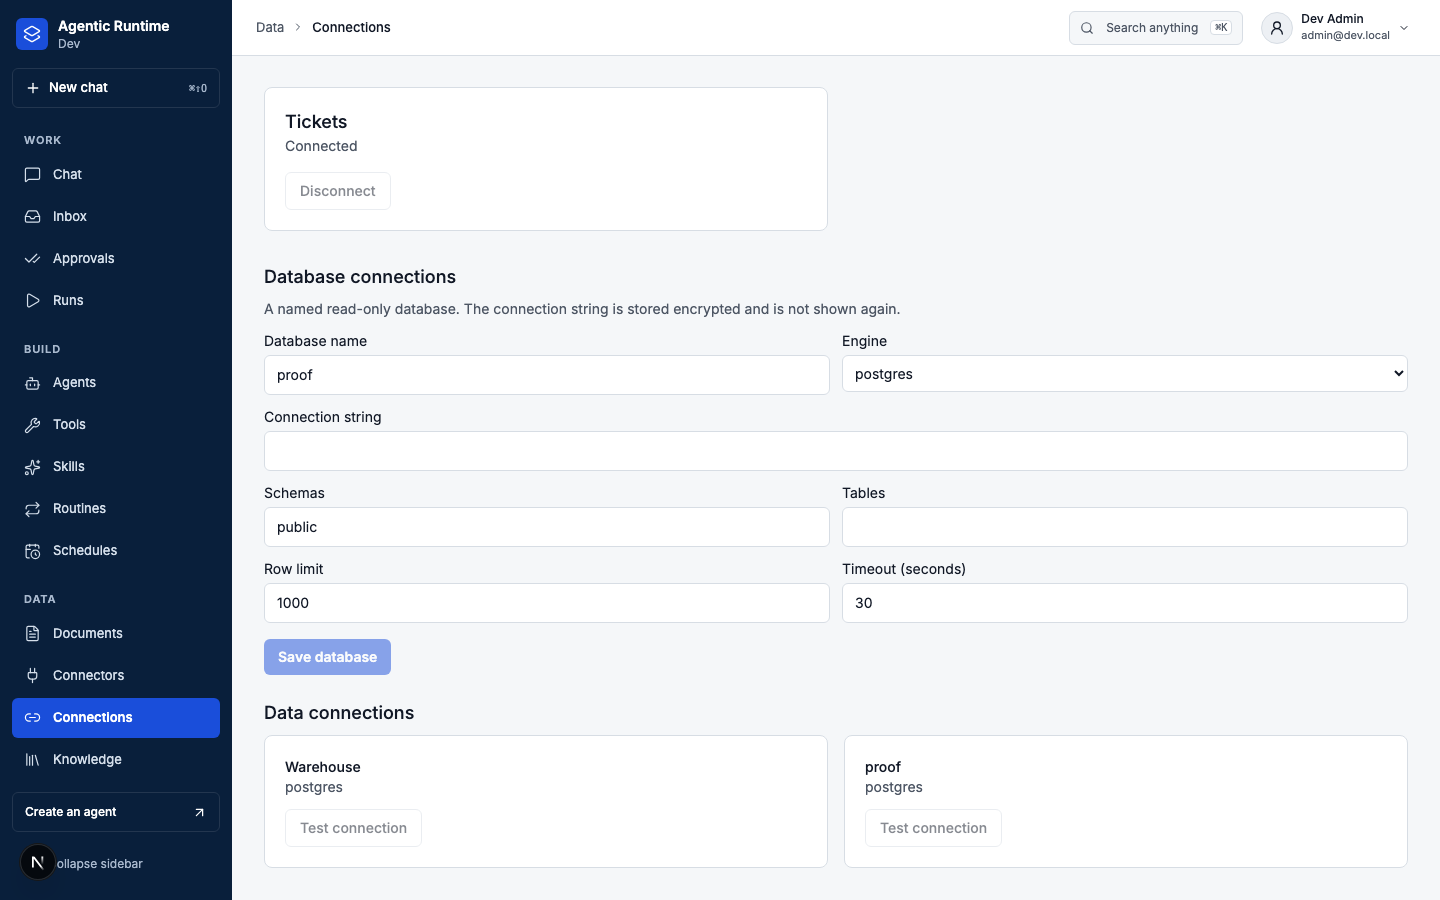 Agentic Runtime
Dev
New chat
⌘⇧O
WORK
Chat
Inbox
Approvals
Runs
BUILD
Agents
Tools
Skills
Routines
Schedules
DATA
Documents
Connectors
Connections
Knowledge
Create an agent
N
ollapse sidebar
Data
Connections
Search anything
⌘K
Dev Admin
admin@dev.local
Tickets
Connected
Disconnect
Database connections
A named read-only database. The connection string is stored encrypted and is not shown again.
Database name
Engine
proof
postgres
Connection string
Schemas
Tables
public
Row limit
Timeout (seconds)
1000
30
Save database
Data connections
Warehouse
postgres
Test connection
proof
postgres
Test connection